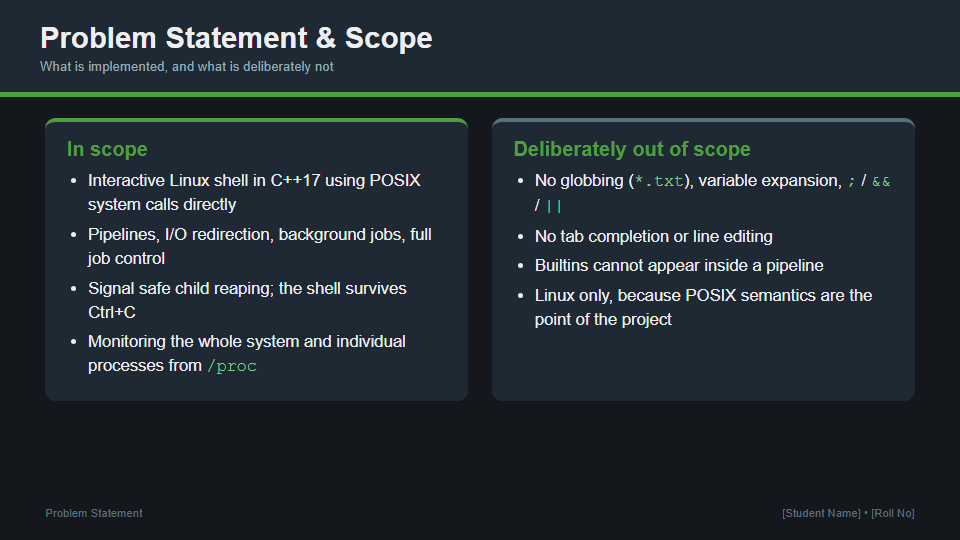 Problem Statement & Scope
What is implemented, and what is deliberately not
In scope
• Interactive Linux shell in C++17 using POSIX
system calls directly
• Pipelines, I/O redirection, background jobs, full
job control
• Signal safe child reaping; the shell survives
Ctrl+C
• Monitoring the whole system and individual
processes from /proc
Deliberately out of scope
• No globbing (*.txt), variable expansion, ; / &&
/ ||
• No tab completion or line editing
• Builtins cannot appear inside a pipeline
• Linux only, because POSIX semantics are the
point of the project
Problem Statement
[Student Name] • [Roll No]